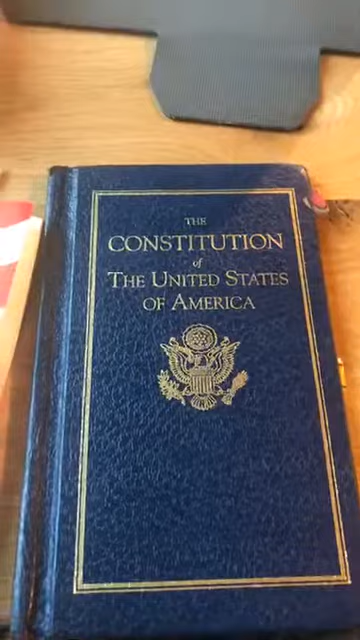 THE
CONSTITUTION
of
THE UNITED STATES
OF AMERICA